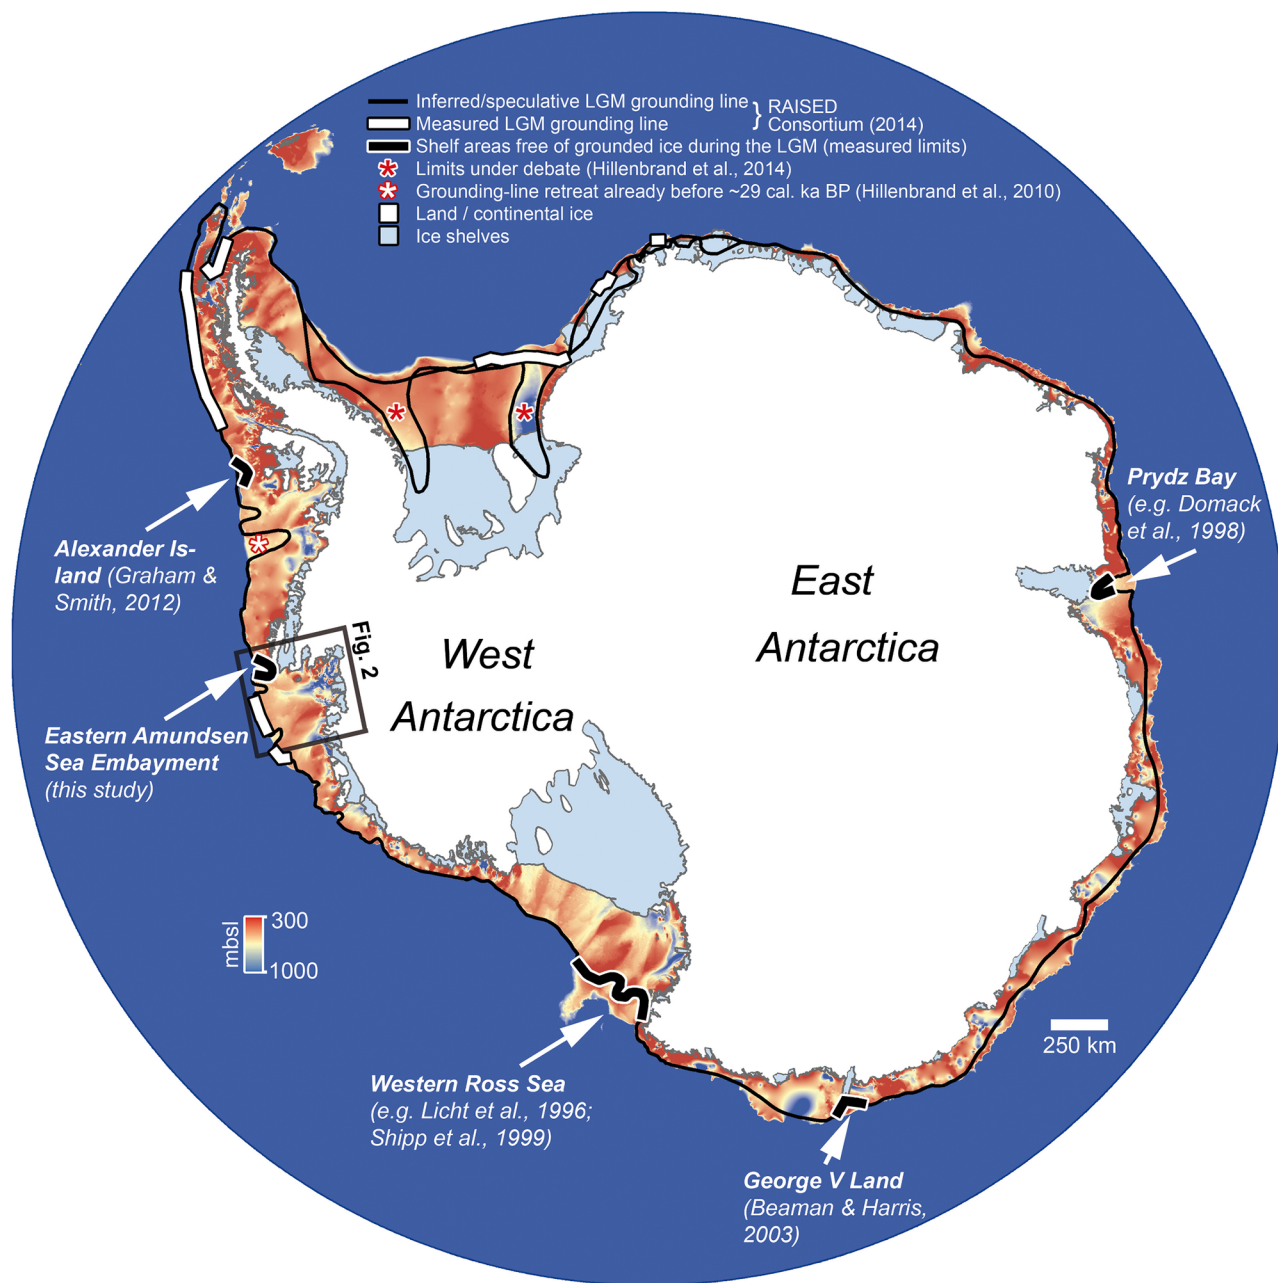 Inferred/speculative LGM grounding line
Measured LGM grounding line
} RAISED
Consortium (2014)
Shelf areas free of grounded ice during the LGM (measured limits)
* Limits under debate (Hillenbrand et al., 2014)
* Grounding-line retreat already before ~29 cal. ka BP (Hillenbrand et al., 2010)
Land / continental ice
Ice shelves
Prydz Bay
(e.g. Domack
et al., 1998)
Alexander Is-
land (Graham &
Smith, 2012)
East
Antarctica
West
Antarctica
Fig. 2
Eastern Amundsen
Sea Embayment
(this study)
mbsl
300
1000
250 km
Western Ross Sea
(e.g. Licht et al., 1996;
Shipp et al., 1999)
George V Land
(Beaman & Harris,
2003)